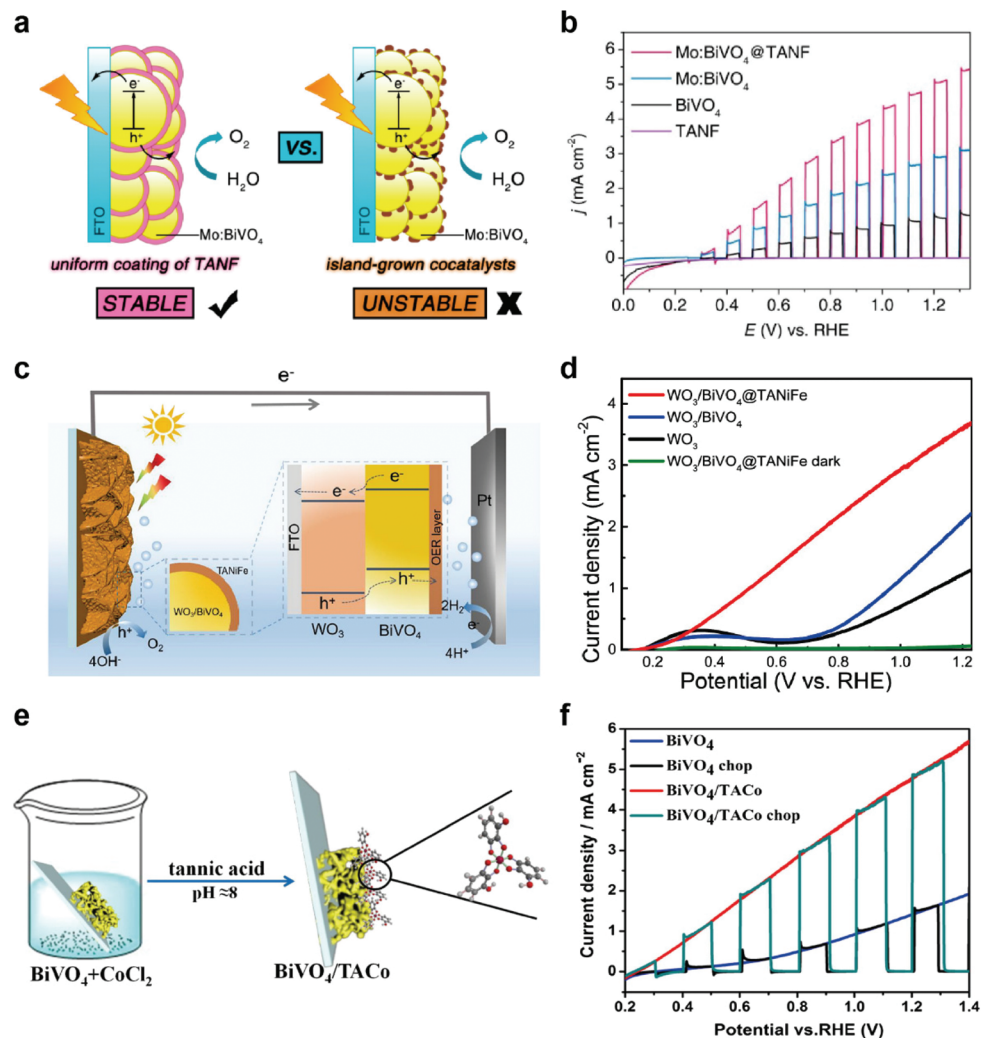 a
e-
h+
FTO
O2
H2O
Mo:BiVO4
uniform coating of TANF
STABLE
VS.
e-
h+
FTO
O2
H2O
Mo:BiVO4
island-grown cocatalysts
UNSTABLE X
b
Mo:BiVO4@TANF
Mo:BiVO4
BiVO4
TANF
j (mA cm-2)
6
5
4
3
2
1
0
-1
0.0 0.2 0.4 0.6 0.8 1.0 1.2
E (V) vs. RHE
c
e-
TANiFe
WO3/BiVO4
h+
O2
4OH-
FTO
e-
e-
h+
h+
OER layer
WO3 BiVO4
Pt
2H2
e-
4H+
d
WO3/BiVO4@TANiFe
WO3/BiVO4
WO3
WO3/BiVO4@TANiFe dark
Current density (mA cm-2)
4
3
2
1
0
0.2 0.4 0.6 0.8 1.0 1.2
Potential (V vs. RHE)
e
tannic acid
pH ≈8
BiVO4+CoCl2
BiVO4/TACo
f
BiVO4
BiVO4 chop
BiVO4/TACo
BiVO4/TACo chop
Current density / mA cm-2
6
5
4
3
2
1
0
0.2 0.4 0.6 0.8 1.0 1.2 1.4
Potential vs.RHE (V)